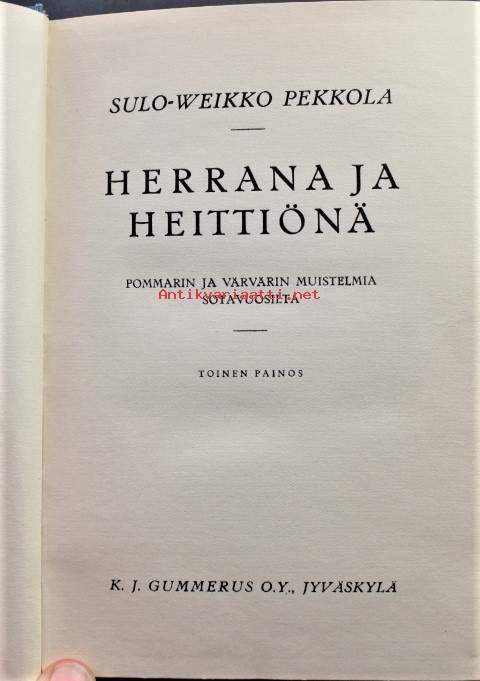 SULO-WEIKKO PEKKOLA
HERRANA JA
HEITTIÖNÄ
POMMARIN JA VÄRVÄRIN MUISTELMIA
Antikvariaatti.net
SOTAVUOSILTA
TOINEN PAINOS
K. J. GUMMERUS O.Y., JYVÄSKYLÄ